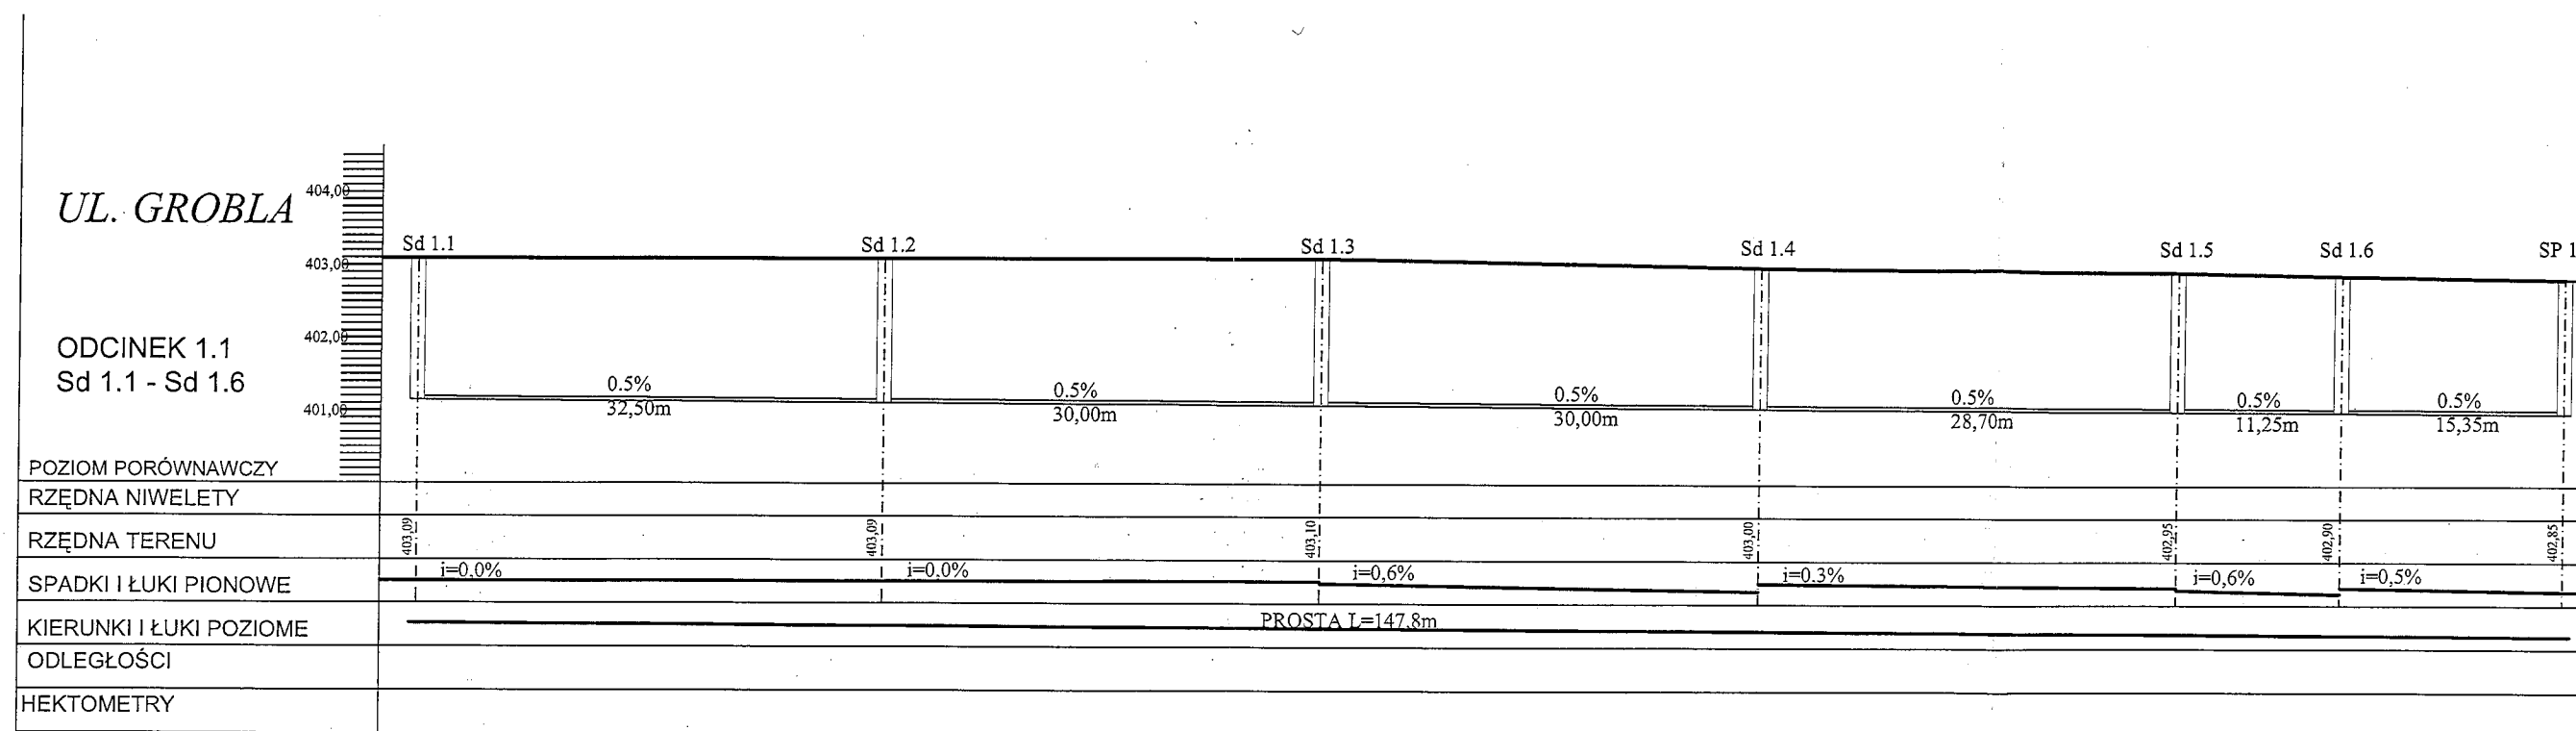 UL. GROBLA
404,00
403,00
402,00
401,00
ODCINEK 1.1
Sd 1.1 - Sd 1.6
Sd 1.1
Sd 1.2
Sd 1.3
Sd 1.4
Sd 1.5
Sd 1.6
SP 1
0.5%
32,50m
0.5%
30,00m
0.5%
30,00m
0.5%
28,70m
0.5%
11,25m
0.5%
15,35m
POZIOM PORÓWNAWCZY
RZĘDNA NIWELETY
RZĘDNA TERENU
403,09
403,09
403,10
403,00
402,95
402,90
402,85
SPADKI I ŁUKI PIONOWE
i=0,0%
i=0,0%
i=0,6%
i=0.3%
i=0,6%
i=0,5%
KIERUNKI I ŁUKI POZIOME
PROSTA L=147,8m
ODLEGŁOŚCI
HEKTOMETRY